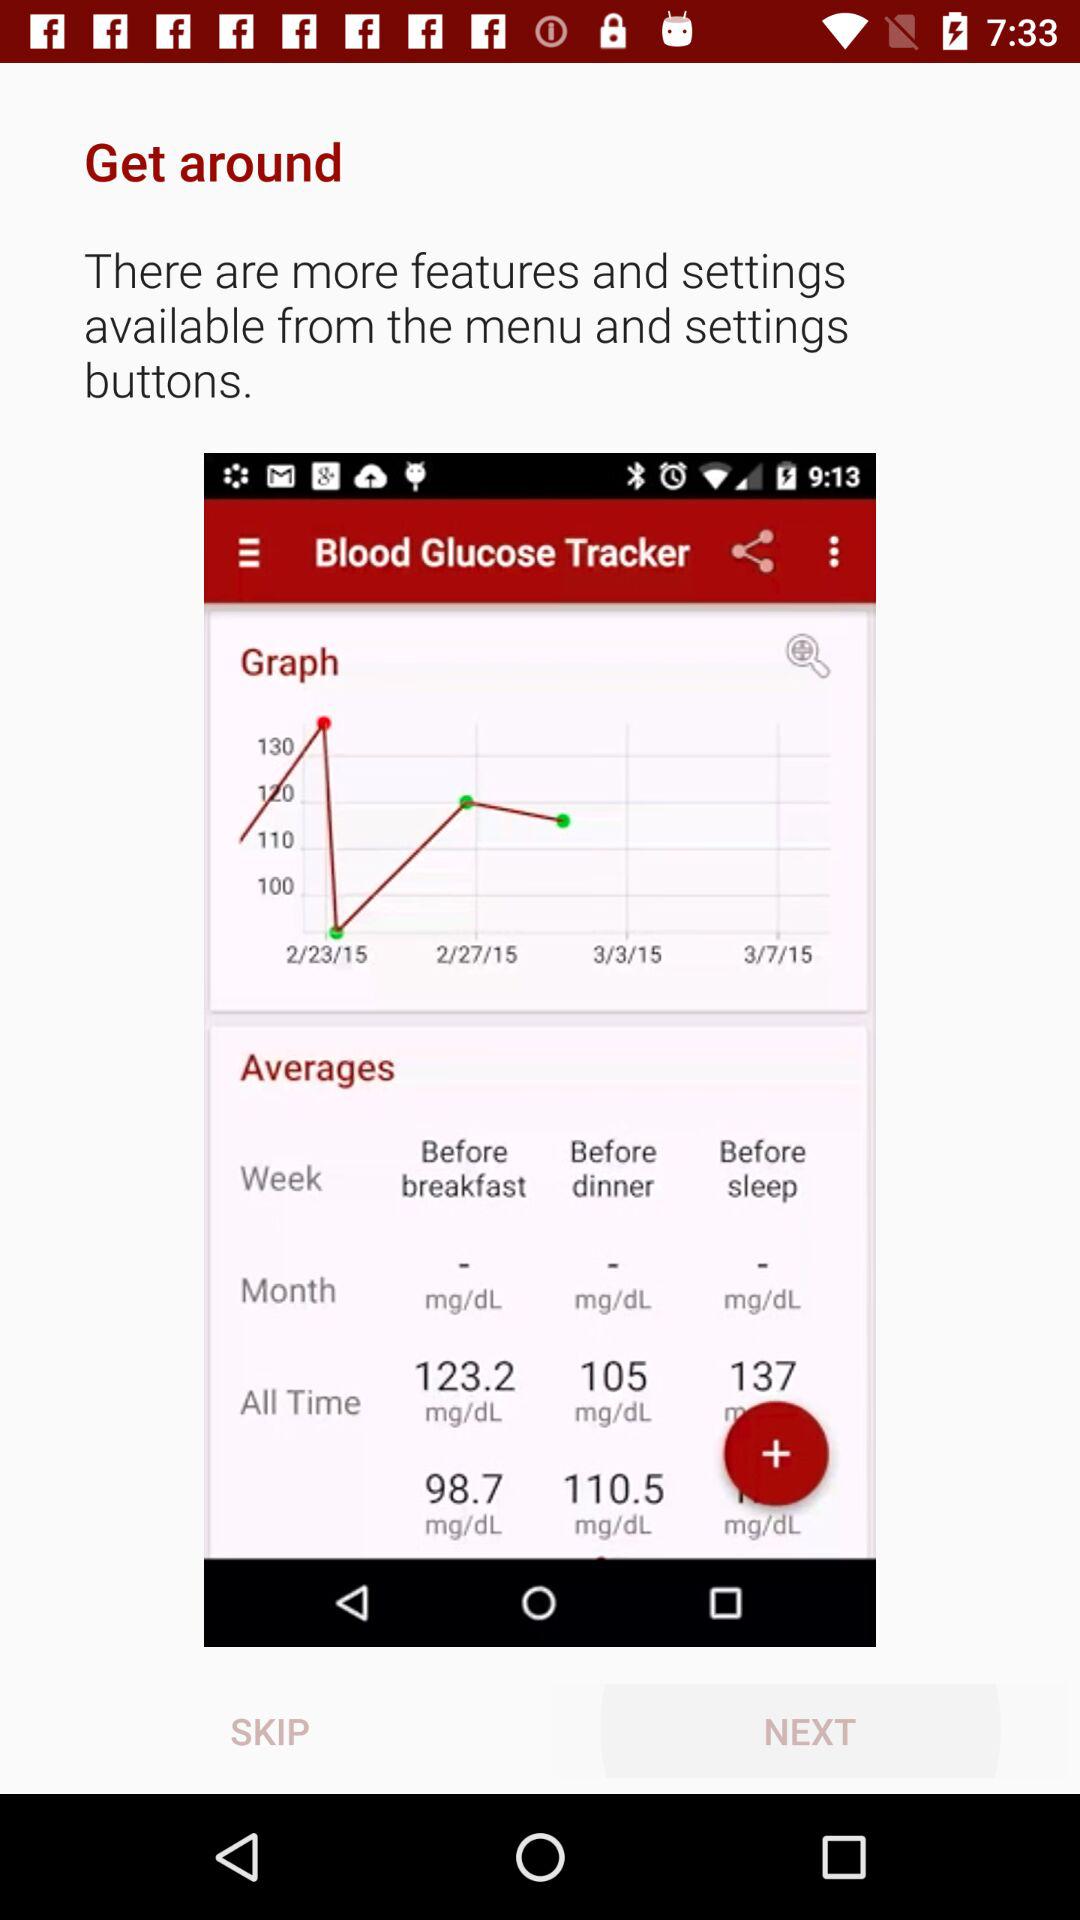 7:33
Get around
There are more features and settings
available from the menu and settings
buttons.
9:13
Blood Glucose Tracker
Graph
130
120
110
100
2/23/15 2/27/15 3/3/15 3/7/15
Averages
Week Before breakfast Before dinner Before sleep
Month - mg/dL - mg/dL - mg/dL
All Time 123.2 mg/dL 105 mg/dL 137
98.7 mg/dL 110.5 mg/dL mg/dL
+
SKIP NEXT